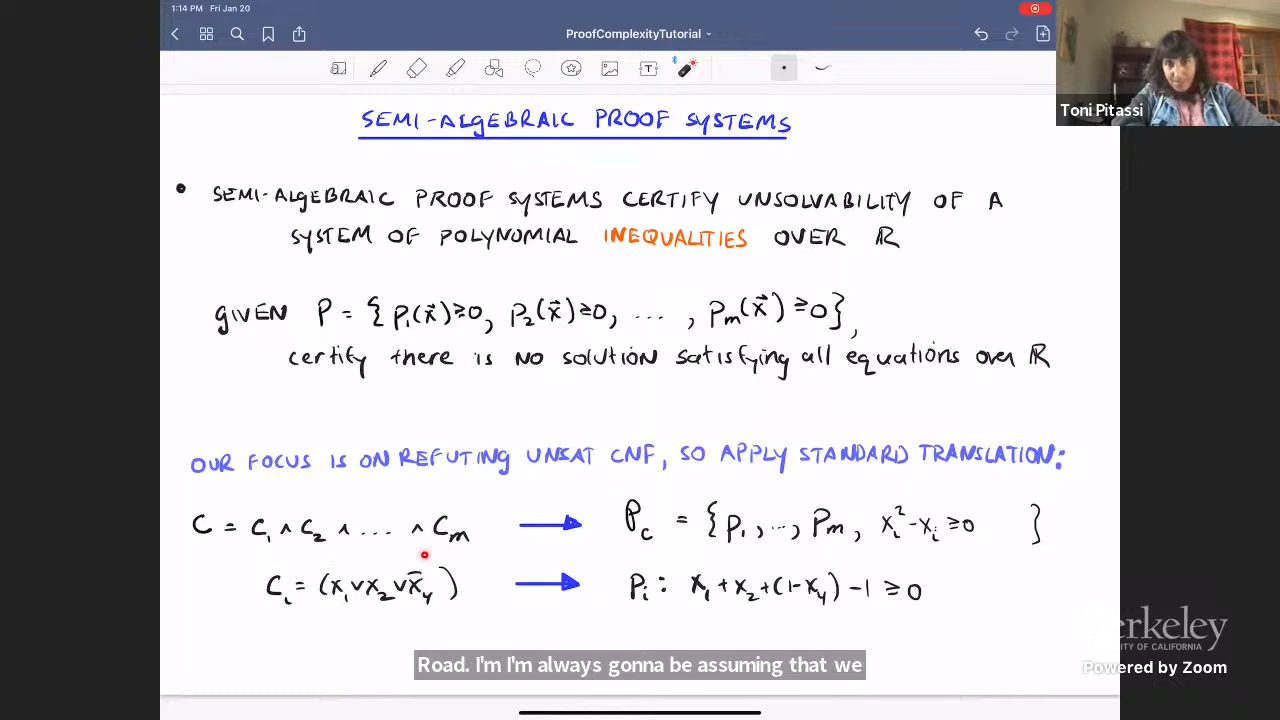 1:14 PM Fri Jan 20
ProofComplexityTutorial
Toni Pitassi
SEMI-ALGEBRAIC PROOF SYSTEMS
• SEMI-ALGEBRAIC PROOF SYSTEMS CERTIFY UNSOLVABILITY OF A
SYSTEM OF POLYNOMIAL INEQUALITIES OVER ℝ
GIVEN P = { p₁(x⃗) ≥ 0, p₂(x⃗) ≥ 0, ... , pₘ(x⃗) ≥ 0 },
certify there is NO solution satisfying all equations over ℝ
OUR FOCUS IS ON REFUTING UNSAT CNF, SO APPLY STANDARD TRANSLATION:
C = C₁ ∧ C₂ ∧ .... ∧ Cₘ → P_C = { p₁, ..., pₘ, xᵢ² - xᵢ ≥ 0 }
Cᵢ = (x₁ ∨ x₂ ∨ x̄₄) → pᵢ : x₁ + x₂ + (1 - x₄) - 1 ≥ 0
Berkeley
UNIVERSITY OF CALIFORNIA
Powered by Zoom
Road. I'm I'm always gonna be assuming that we